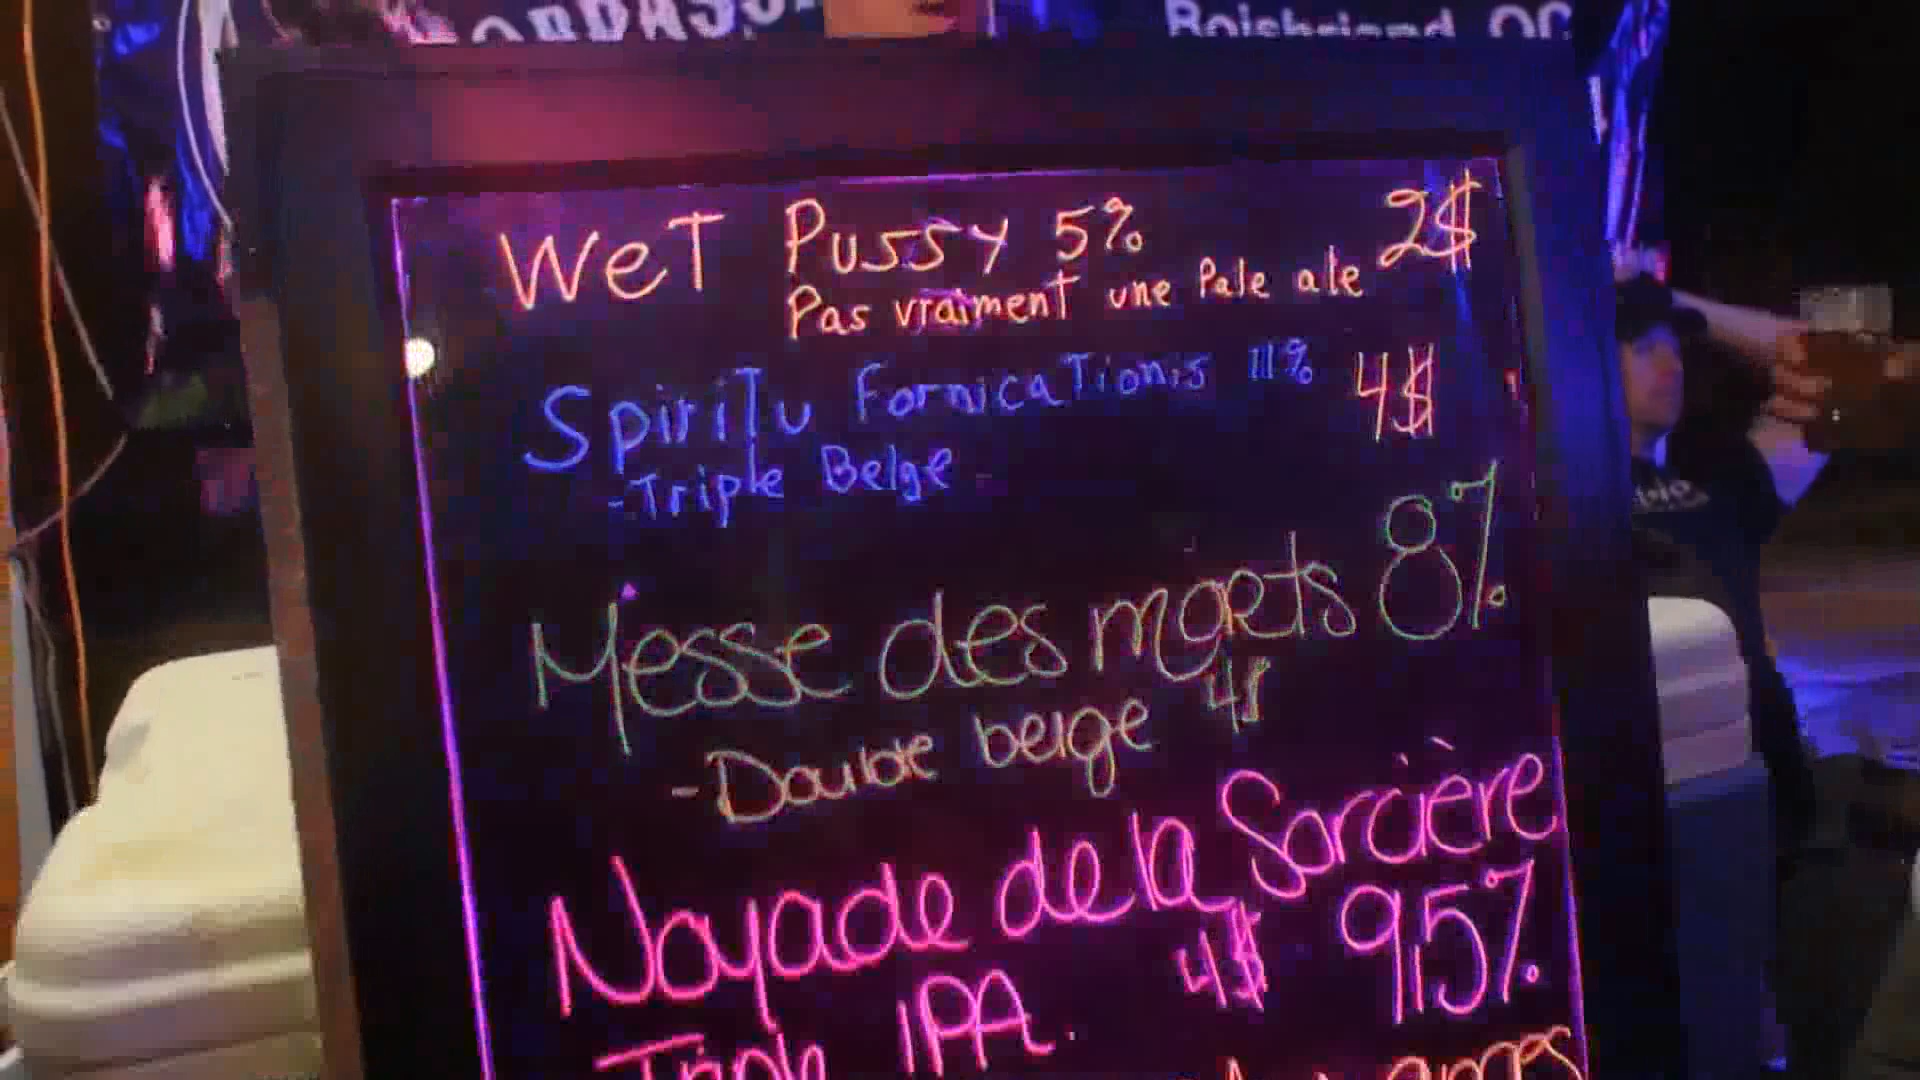 WeT Pussy 5% 2$
Pas vraiment une Pale ale
SpiriTu FornicaTionis 11% 4$
-Triple Belge-
Messe des morts 8%
-Double belge 4$
Noyade de la Sorcière
Triple IPA. 4$ 9,5%